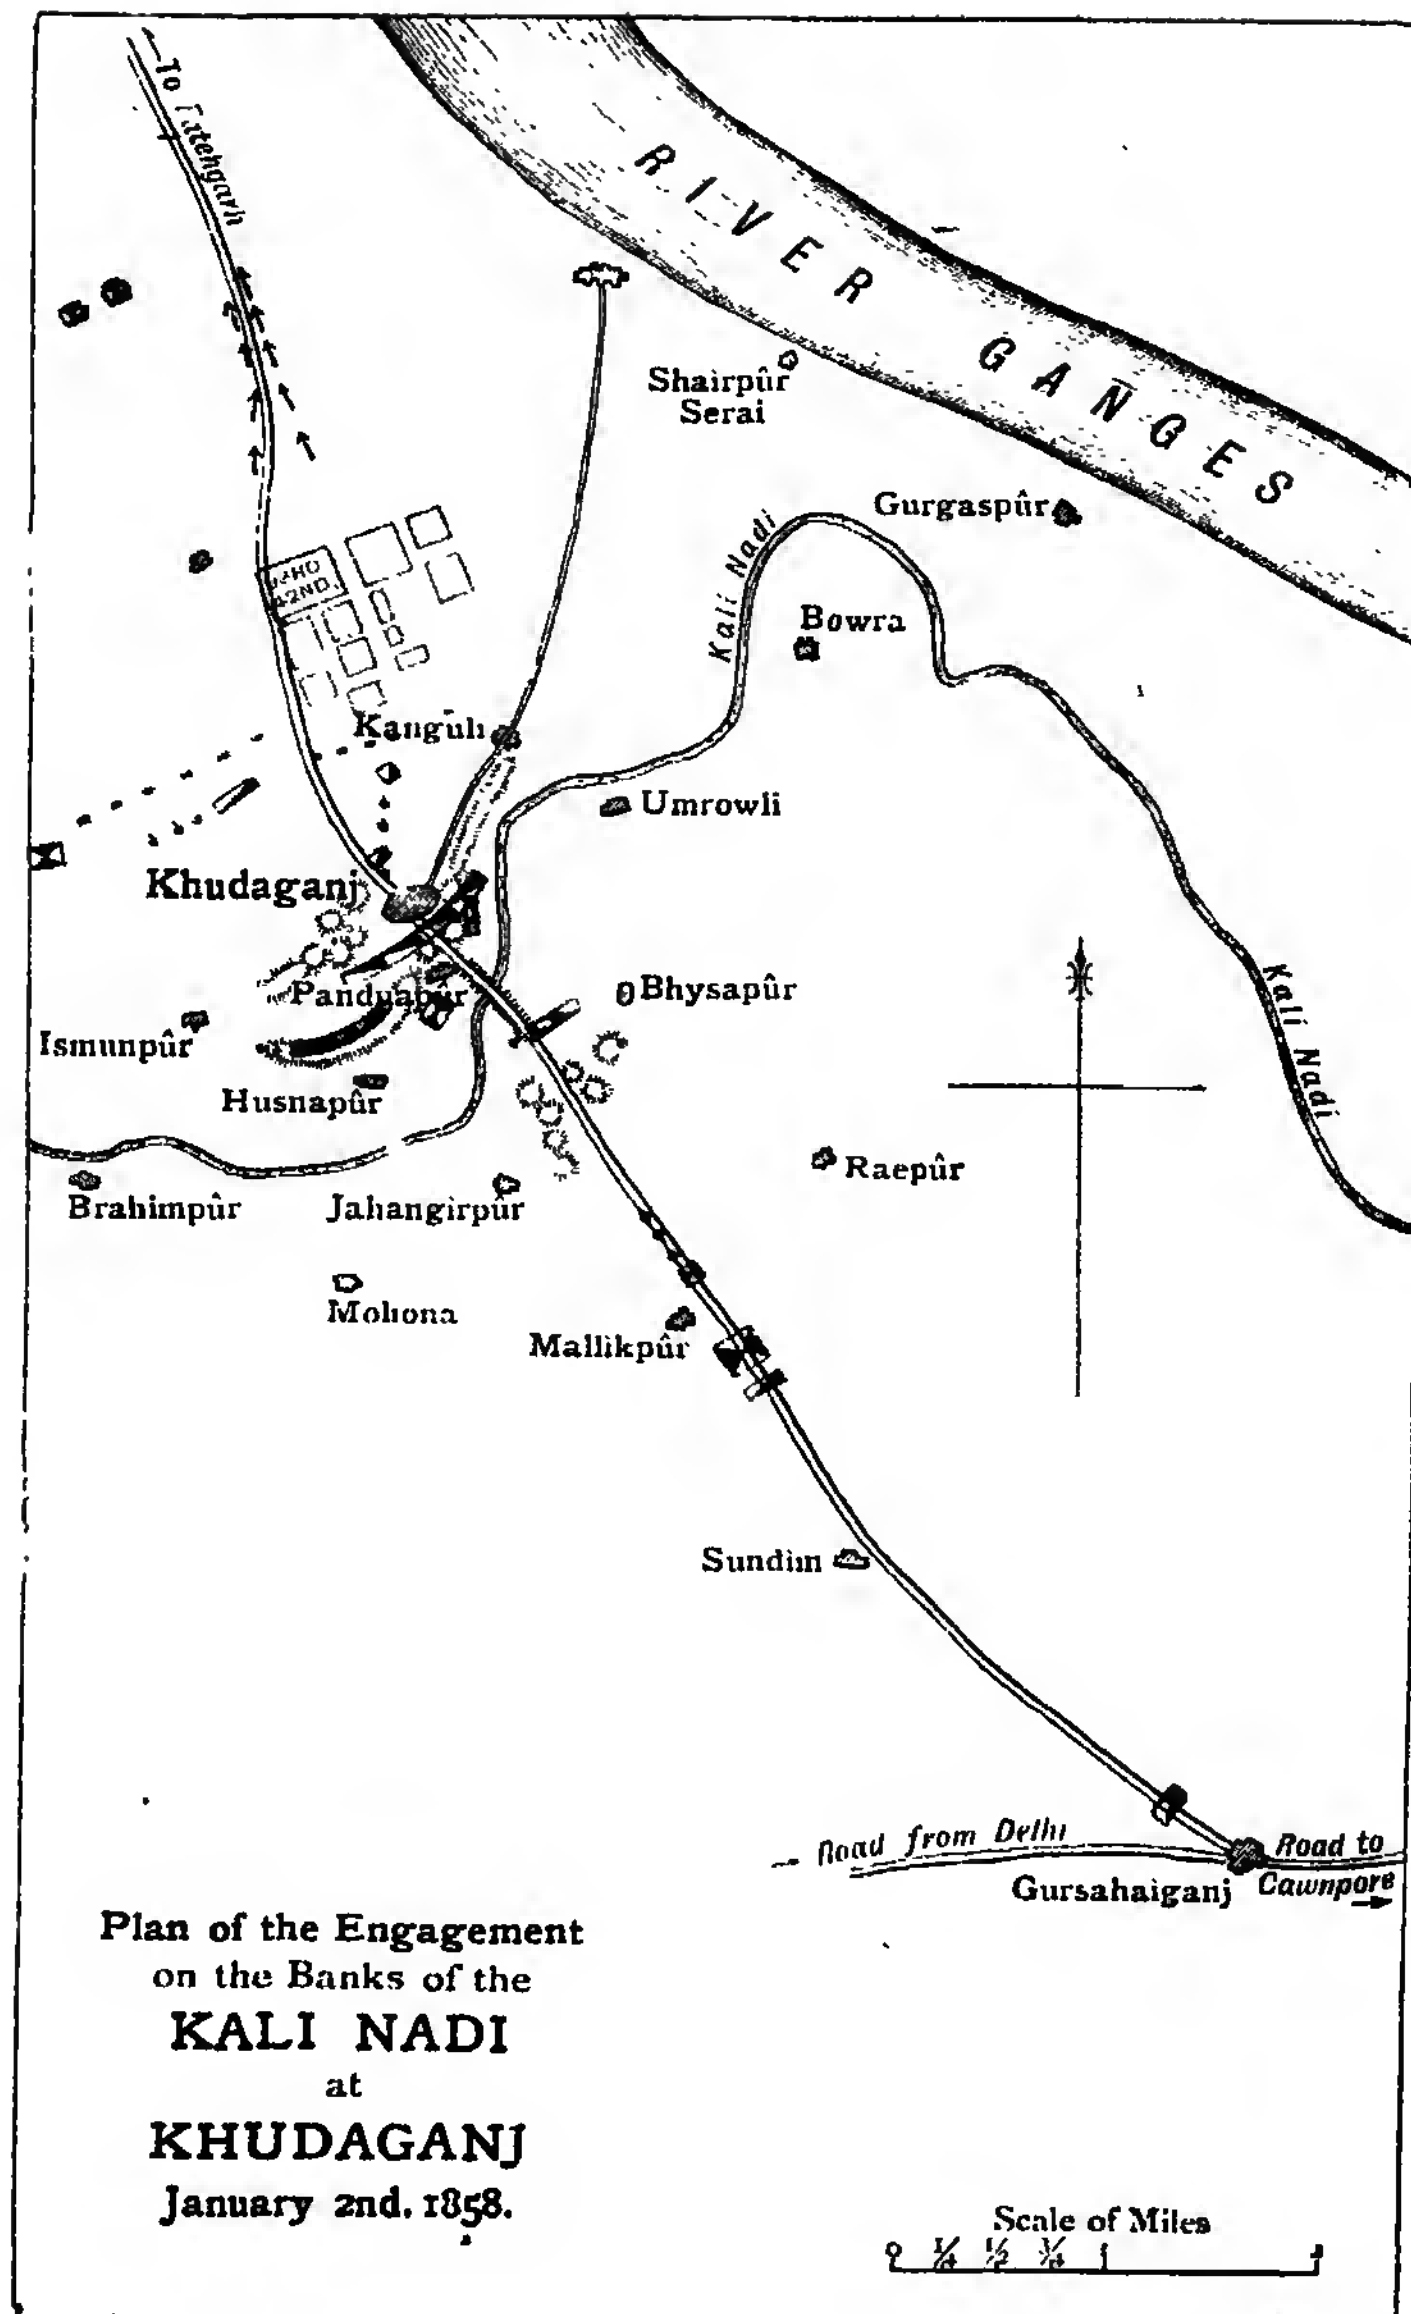 To Fatehgarh
RIVER GANGES
Shairpûr
Serai
Gurgaspûr
Kali Nadi
42ND.
Bowra
Kanguli
Umrowli
Khudaganj
Panduapur
Bhysapûr
Kali Nadi
Ismunpûr
Husnapûr
Raepûr
Brahimpûr
Jahangirpûr
Mohona
Mallikpûr
Sundim
Road from Delhi
Road to
Cawnpore
Gursahaiganj
Plan of the Engagement
on the Banks of the
KALI NADI
at
KHUDAGANJ
January 2nd. 1858.
Scale of Miles
0 1/4 1/2 3/4 1